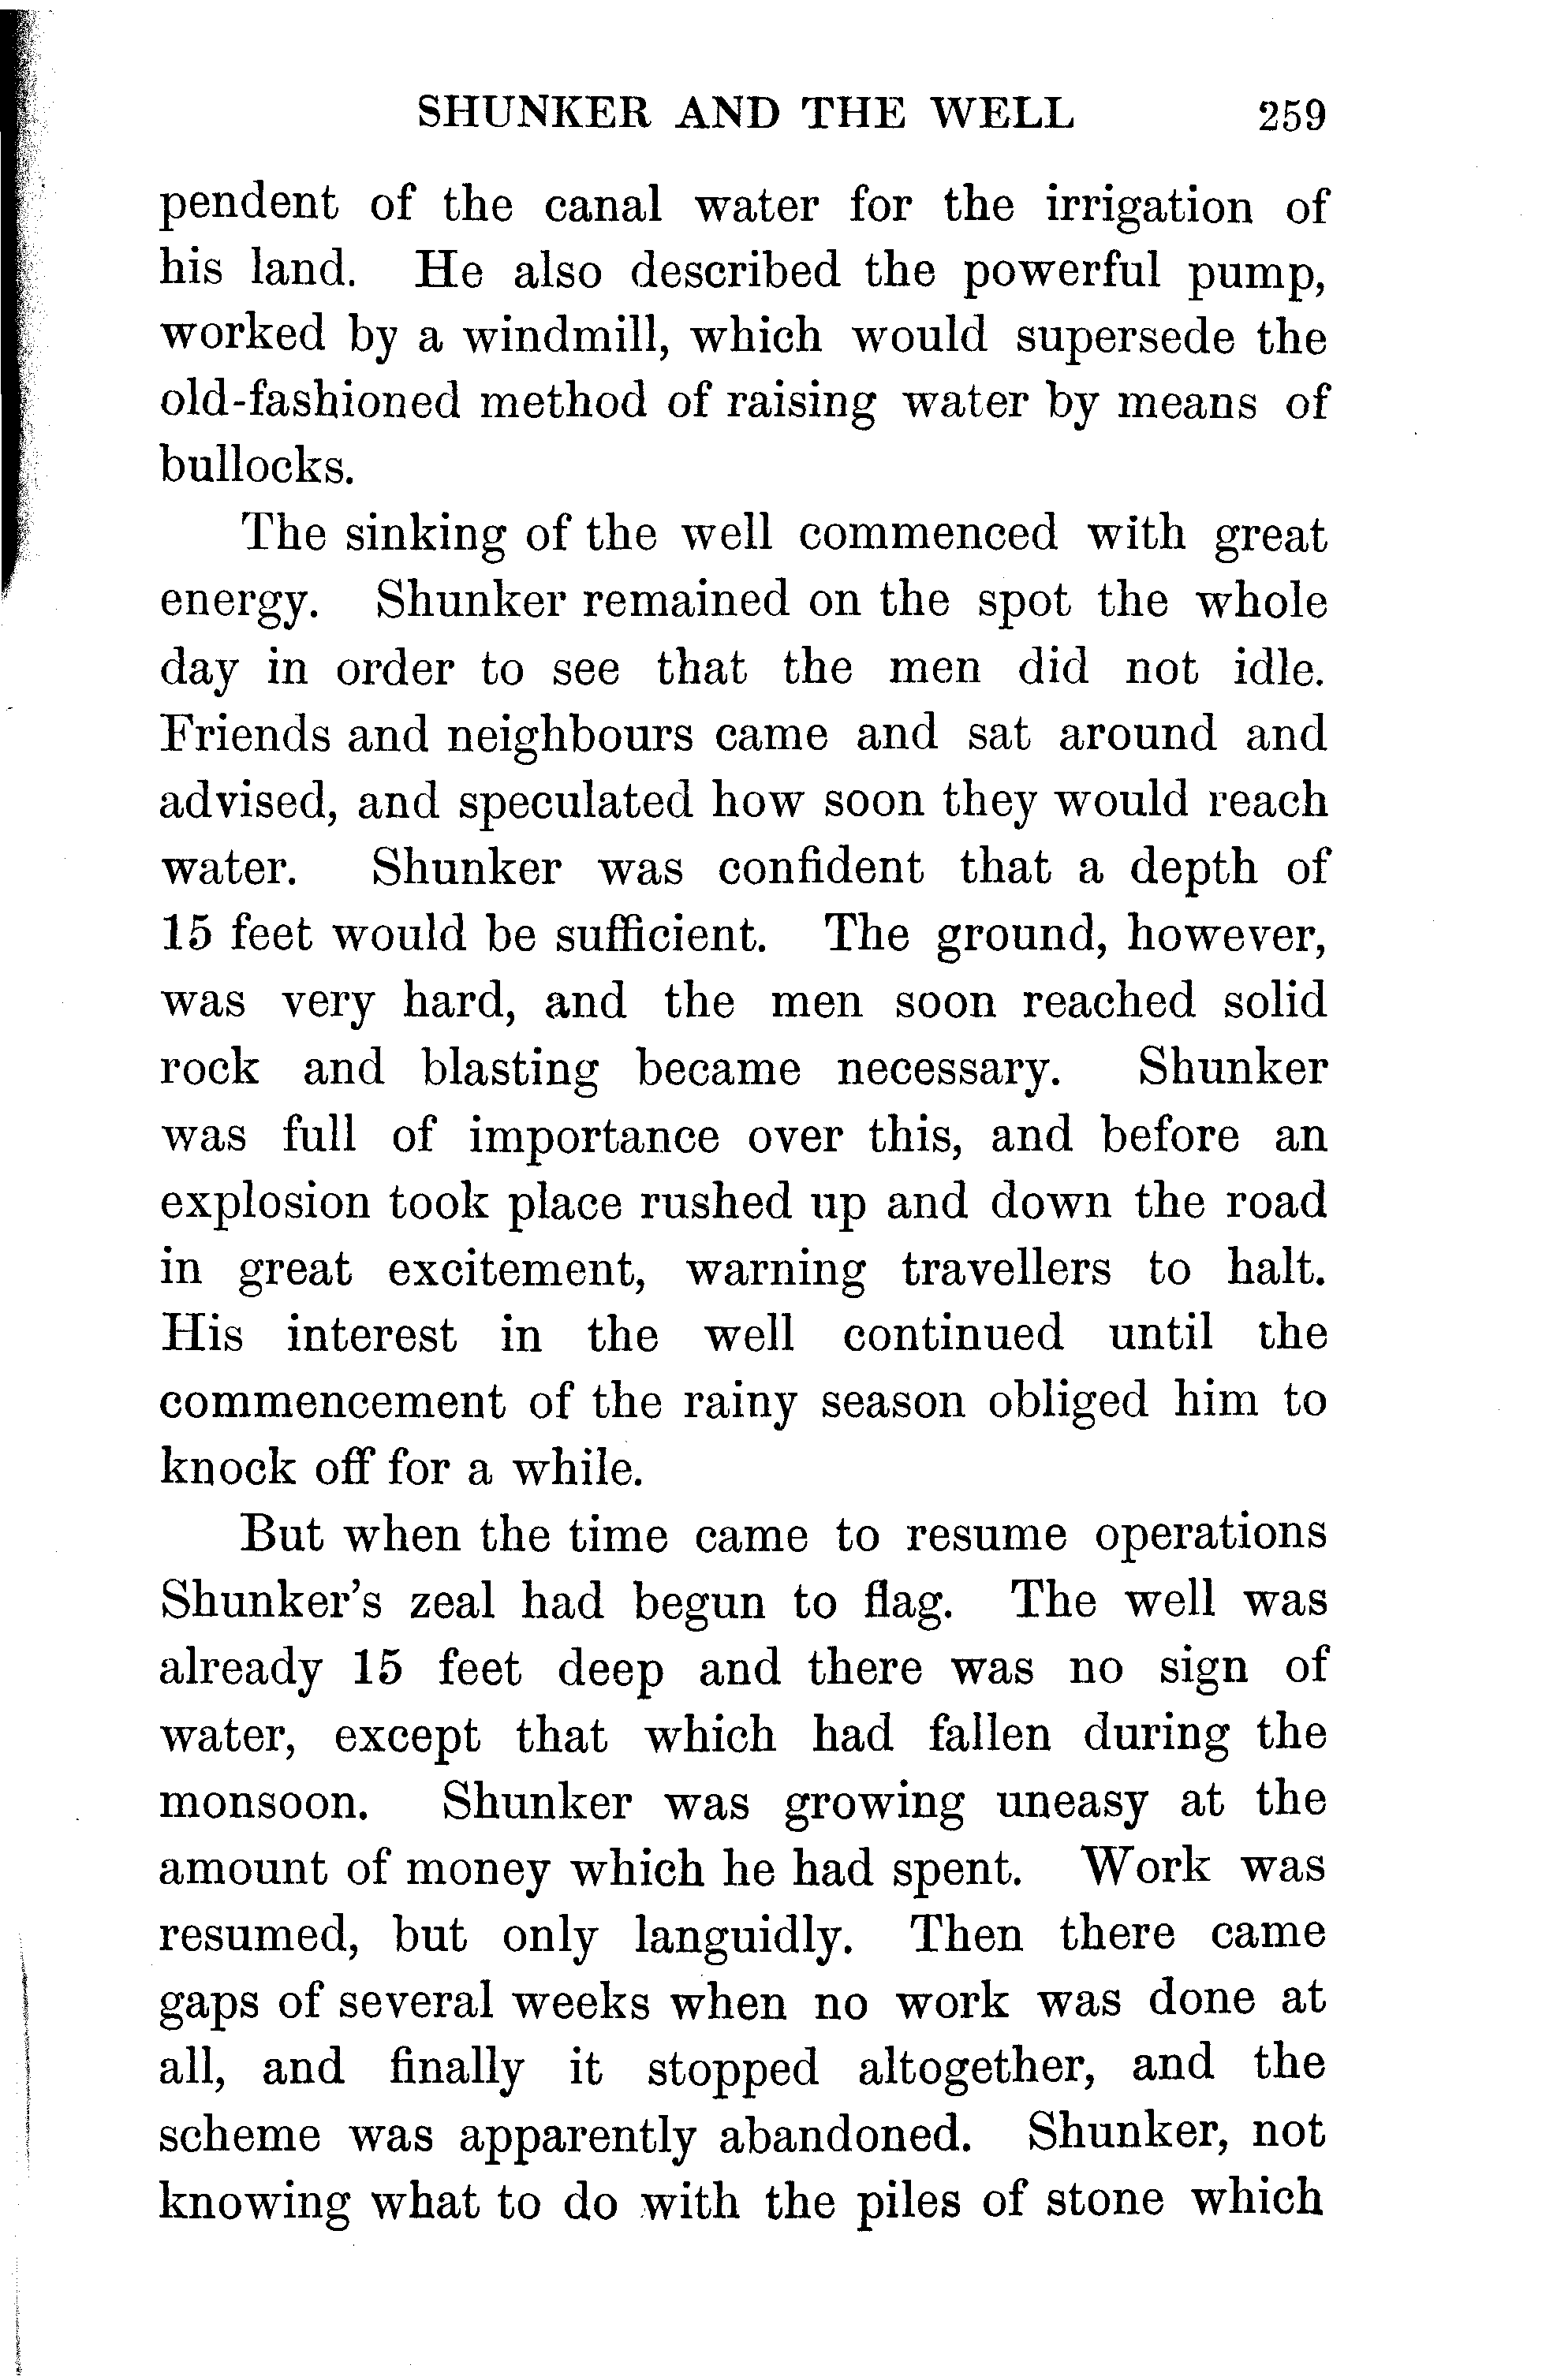 SHUNKER AND THE WELL 259
pendent of the canal water for the irrigation of
his land. He also described the powerful pump,
worked by a windmill, which would supersede the
old-fashioned method of raising water by means of
bullocks.
The sinking of the well commenced with great
energy. Shunker remained on the spot the whole
day in order to see that the men did not idle.
Friends and neighbours came and sat around and
advised, and speculated how soon they would reach
water. Shunker was confident that a depth of
15 feet would be sufficient. The ground, however,
was very hard, and the men soon reached solid
rock and blasting became necessary. Shunker
was full of importance over this, and before an
explosion took place rushed up and down the road
in great excitement, warning travellers to halt.
His interest in the well continued until the
commencement of the rainy season obliged him to
knock off for a while.
But when the time came to resume operations
Shunker's zeal had begun to flag. The well was
already 15 feet deep and there was no sign of
water, except that which had fallen during the
monsoon. Shunker was growing uneasy at the
amount of money which he had spent. Work was
resumed, but only languidly. Then there came
gaps of several weeks when no work was done at
all, and finally it stopped altogether, and the
scheme was apparently abandoned. Shunker, not
knowing what to do with the piles of stone which